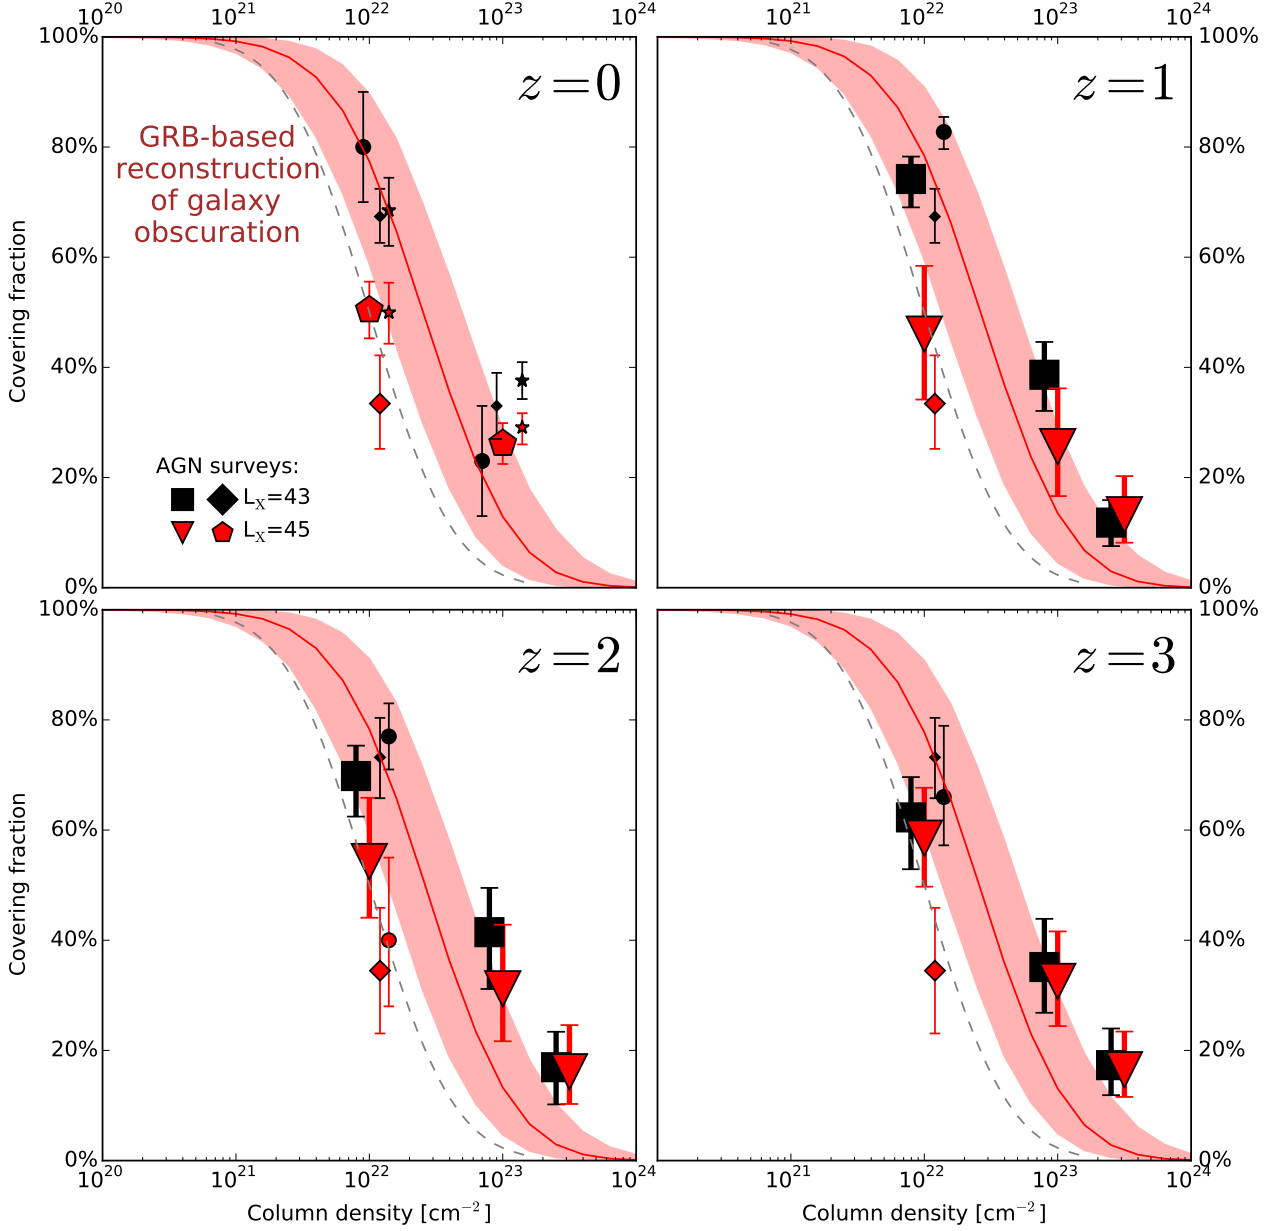 10^20 10^21 10^22 10^23 10^24
10^21 10^22 10^23 10^24
100%
80%
60%
40%
20%
0%
Covering fraction
z=0
GRB-based
reconstruction
of galaxy
obscuration
AGN surveys:
L_X=43
L_X=45
z=1
100%
80%
60%
40%
20%
0%
100%
80%
60%
40%
20%
0%
Covering fraction
z=2
z=3
100%
80%
60%
40%
20%
0%
10^20 10^21 10^22 10^23 10^24
10^21 10^22 10^23 10^24
Column density [cm^−2]
Column density [cm^−2]